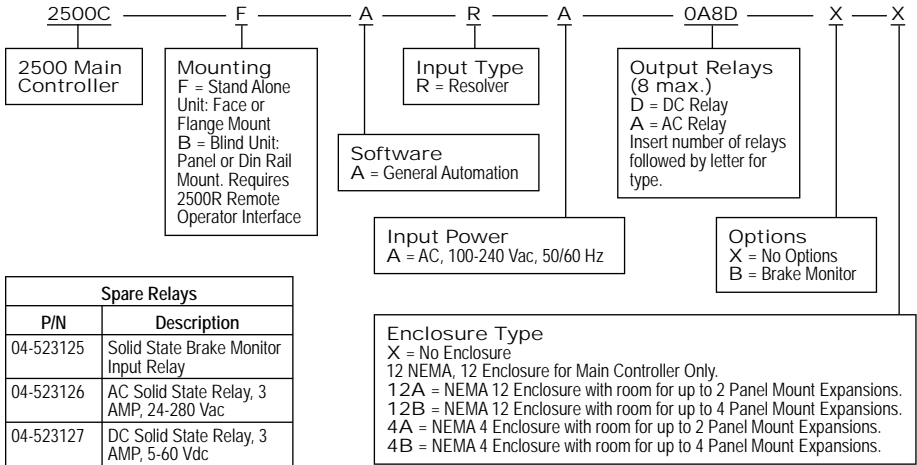 2500C F A R A 0A8D X X
2500 Main
Controller
Mounting
F = Stand Alone
Unit: Face or
Flange Mount
B = Blind Unit:
Panel or Din Rail
Mount. Requires
2500R Remote
Operator Interface
Software
A = General Automation
Input Type
R = Resolver
Input Power
A = AC, 100-240 Vac, 50/60 Hz
Output Relays
(8 max.)
D = DC Relay
A = AC Relay
Insert number of relays
followed by letter for
type.
Options
X = No Options
B = Brake Monitor
Enclosure Type
X = No Enclosure
12 NEMA, 12 Enclosure for Main Controller Only.
12A = NEMA 12 Enclosure with room for up to 2 Panel Mount Expansions.
12B = NEMA 12 Enclosure with room for up to 4 Panel Mount Expansions.
4A = NEMA 4 Enclosure with room for up to 2 Panel Mount Expansions.
4B = NEMA 4 Enclosure with room for up to 4 Panel Mount Expansions.
Spare Relays
P/N Description
04-523125 Solid State Brake Monitor
Input Relay
04-523126 AC Solid State Relay, 3
AMP, 24-280 Vac
04-523127 DC Solid State Relay, 3
AMP, 5-60 Vdc